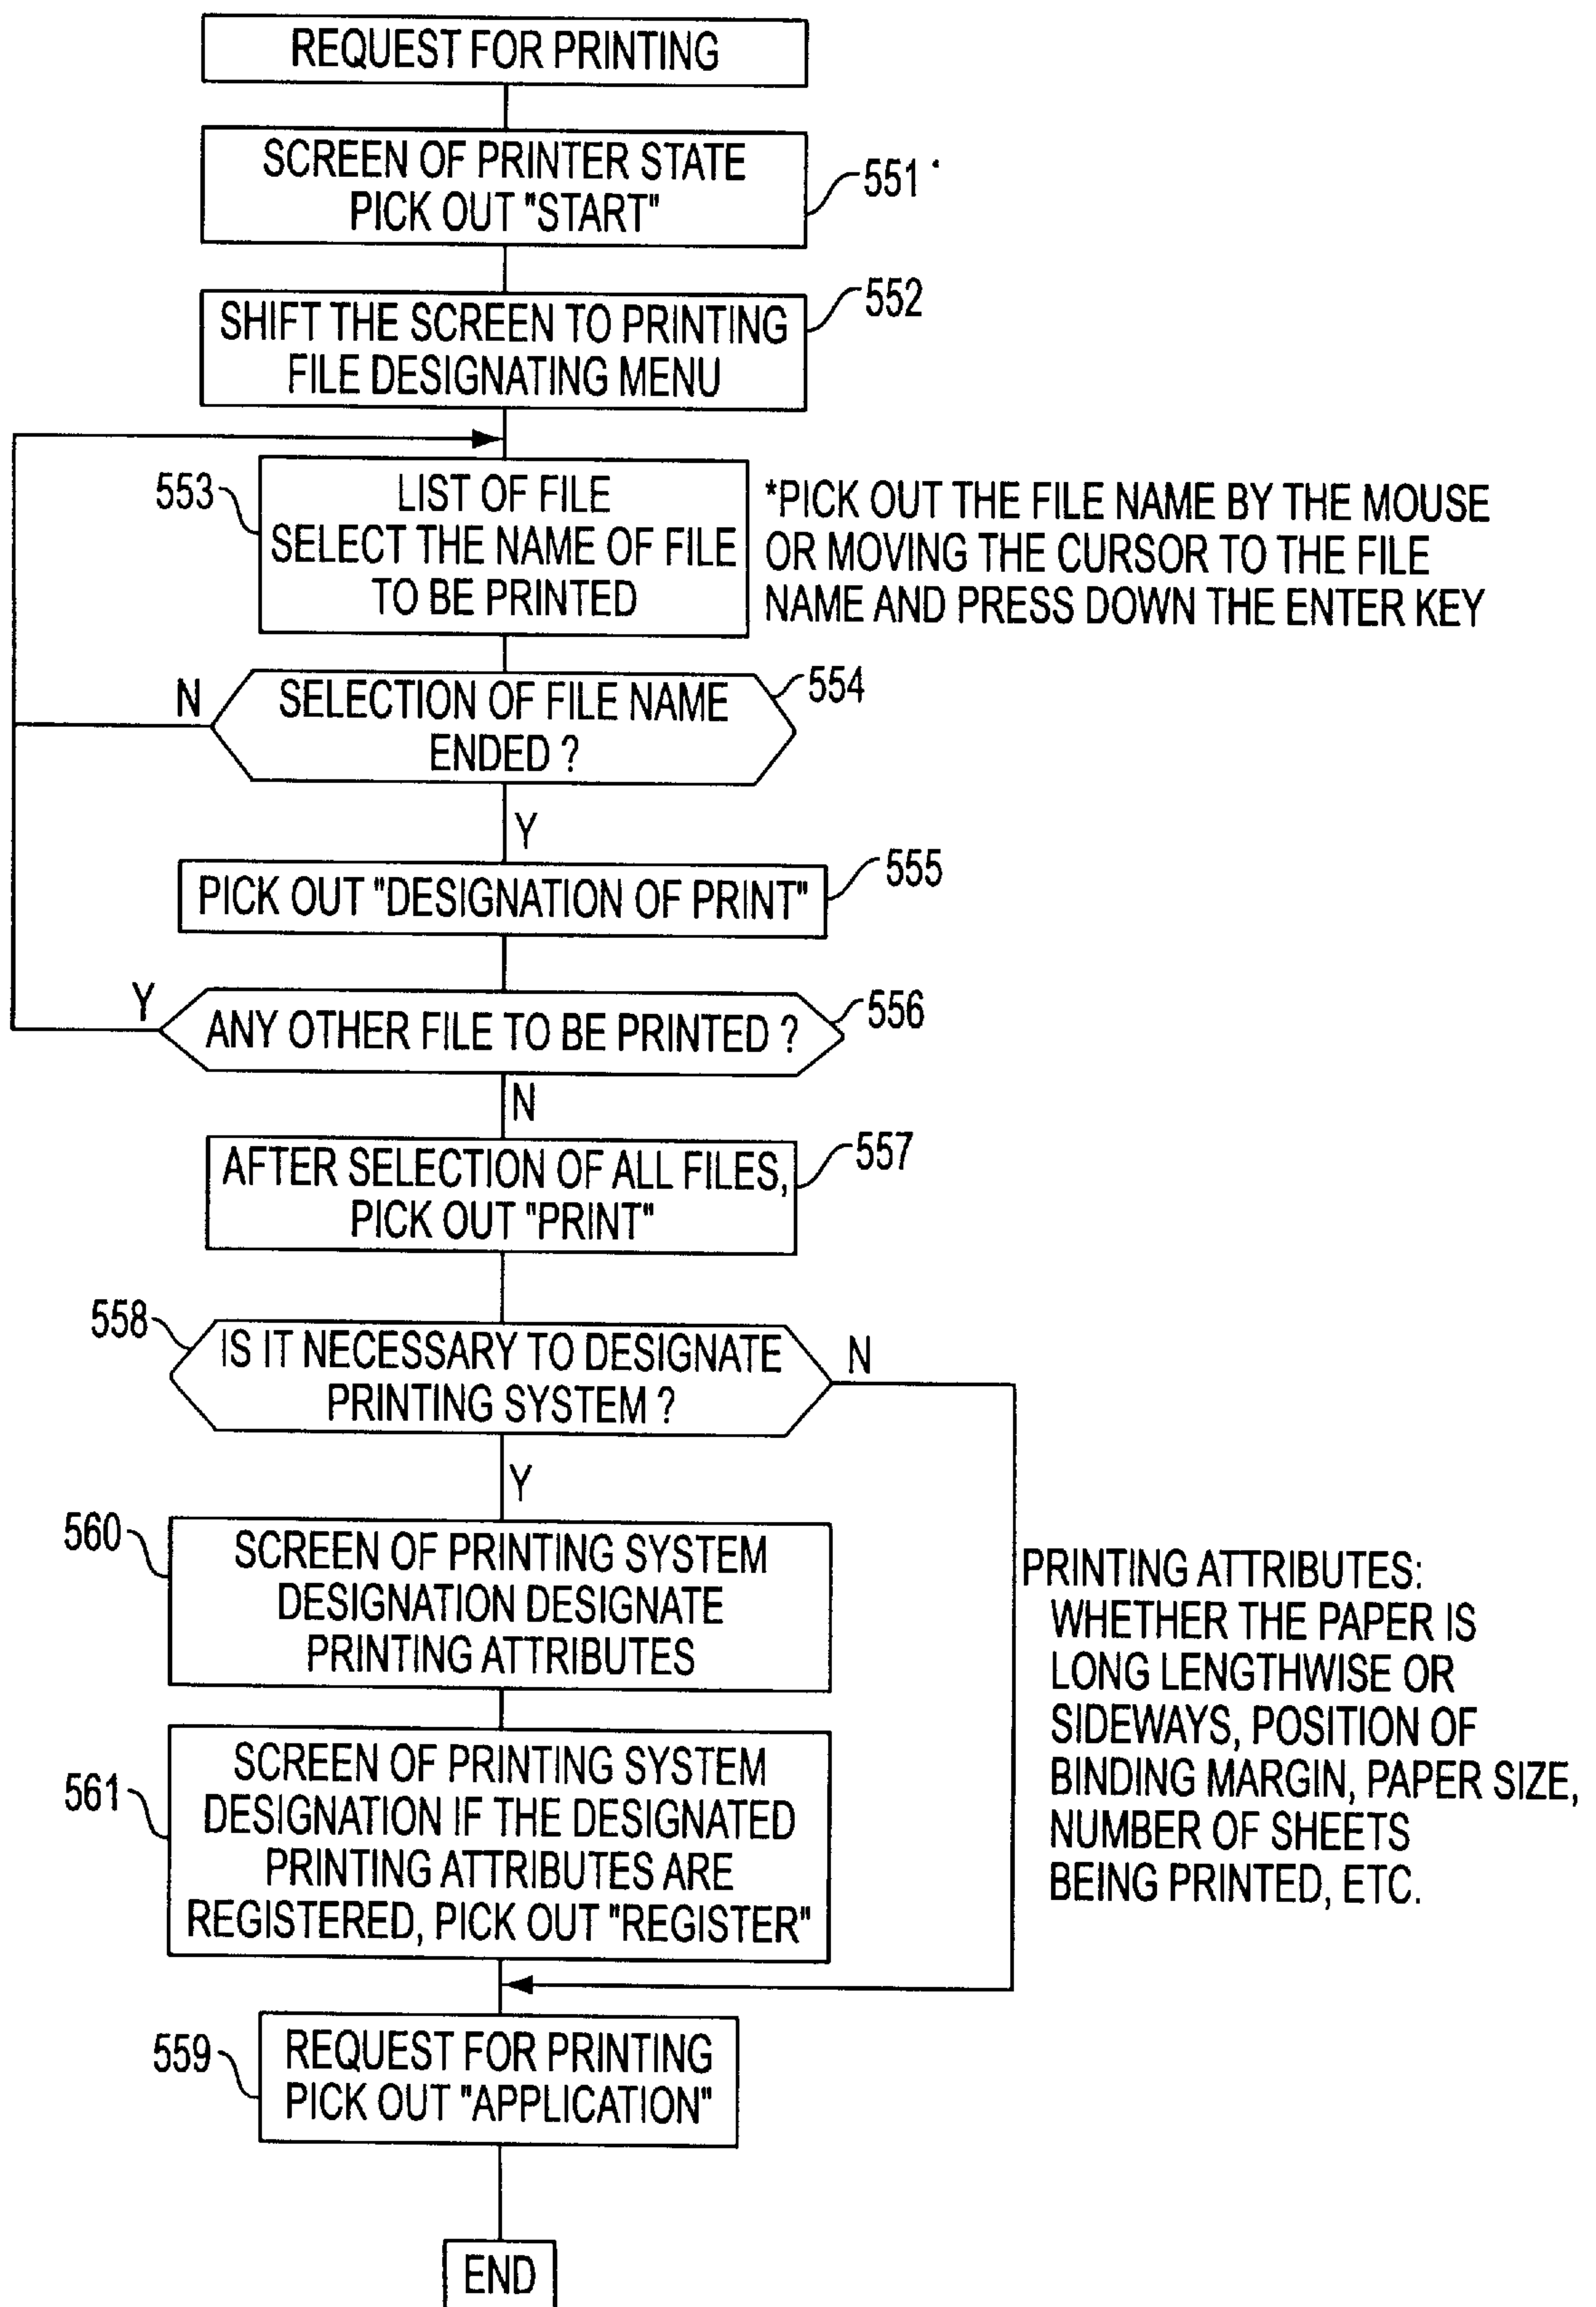 REQUEST FOR PRINTING
SCREEN OF PRINTER STATE
PICK OUT "START"
551
SHIFT THE SCREEN TO PRINTING
FILE DESIGNATING MENU
552
553
LIST OF FILE
SELECT THE NAME OF FILE
TO BE PRINTED
*PICK OUT THE FILE NAME BY THE MOUSE
OR MOVING THE CURSOR TO THE FILE
NAME AND PRESS DOWN THE ENTER KEY
N
SELECTION OF FILE NAME
ENDED ?
554
Y
PICK OUT "DESIGNATION OF PRINT"
555
Y
ANY OTHER FILE TO BE PRINTED ?
556
N
AFTER SELECTION OF ALL FILES,
PICK OUT "PRINT"
557
558
IS IT NECESSARY TO DESIGNATE
PRINTING SYSTEM ?
N
Y
560
SCREEN OF PRINTING SYSTEM
DESIGNATION DESIGNATE
PRINTING ATTRIBUTES
PRINTING ATTRIBUTES:
WHETHER THE PAPER IS
LONG LENGTHWISE OR
SIDEWAYS, POSITION OF
BINDING MARGIN, PAPER SIZE,
NUMBER OF SHEETS
BEING PRINTED, ETC.
561
SCREEN OF PRINTING SYSTEM
DESIGNATION IF THE DESIGNATED
PRINTING ATTRIBUTES ARE
REGISTERED, PICK OUT "REGISTER"
559
REQUEST FOR PRINTING
PICK OUT "APPLICATION"
END